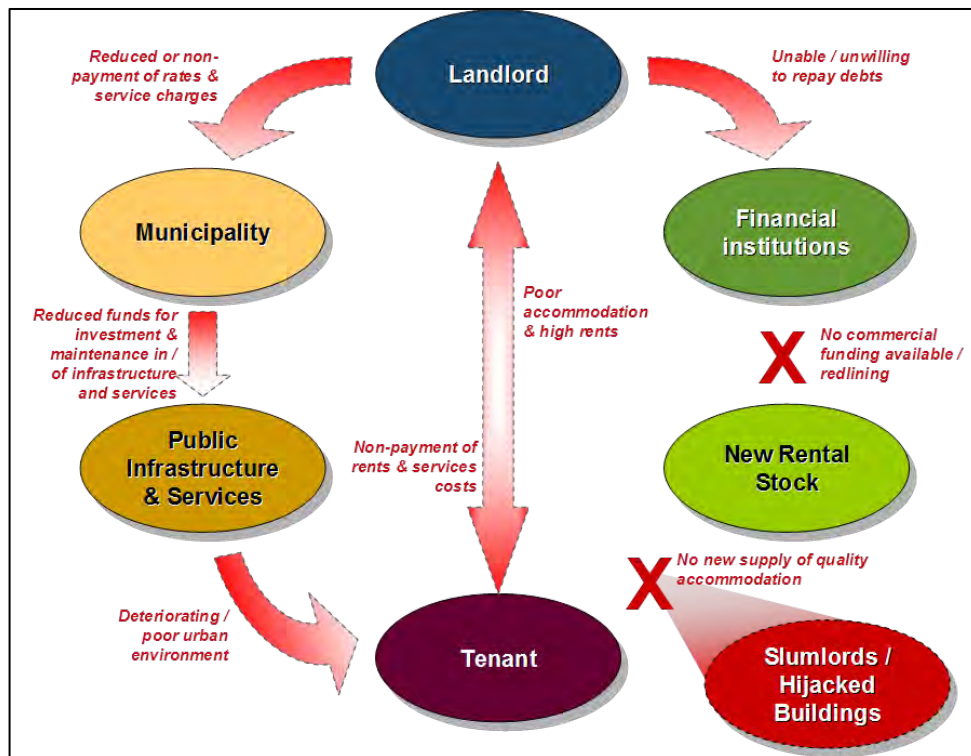 Reduced or non-
payment of rates &
service charges
Landlord
Unable / unwilling
to repay debts
Municipality
Financial
institutions
Reduced funds for
investment &
maintenance in /
of infrastructure
and services
Poor
accommodation
& high rents
No commercial
funding available /
redlining
X
Public
Infrastructure
& Services
Non-payment of
rents & services
costs
New Rental
Stock
No new supply of quality
accommodation
X
Deteriorating /
poor urban
environment
Tenant
Slumlords /
Hijacked
Buildings